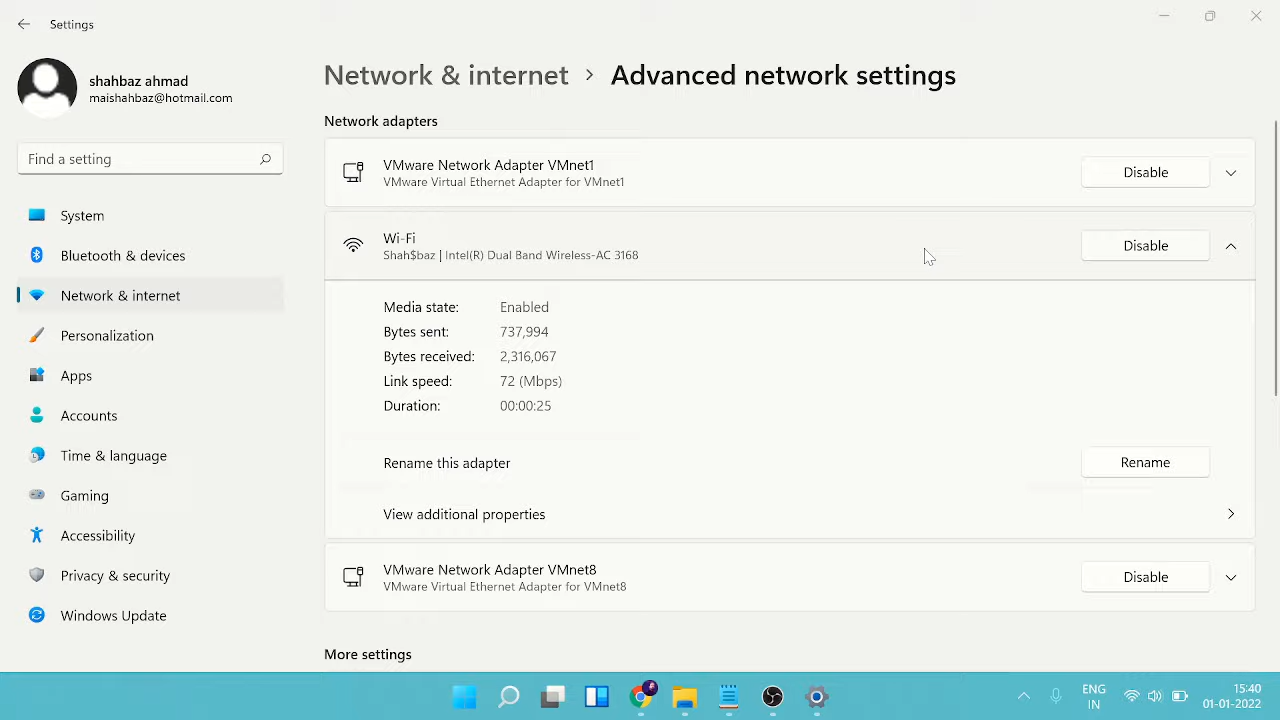 Settings
shahbaz ahmad
maishahbaz@hotmail.com
Find a setting
System
Bluetooth & devices
Network & internet
Personalization
Apps
Accounts
Time & language
Gaming
Accessibility
Privacy & security
Windows Update
Network & internet > Advanced network settings
Network adapters
VMware Network Adapter VMnet1
VMware Virtual Ethernet Adapter for VMnet1
Disable
Wi-Fi
Shah$baz | Intel(R) Dual Band Wireless-AC 3168
Disable
Media state: Enabled
Bytes sent: 737,994
Bytes received: 2,316,067
Link speed: 72 (Mbps)
Duration: 00:00:25
Rename this adapter
Rename
View additional properties
VMware Network Adapter VMnet8
VMware Virtual Ethernet Adapter for VMnet8
Disable
More settings
ENG
IN
15:40
01-01-2022